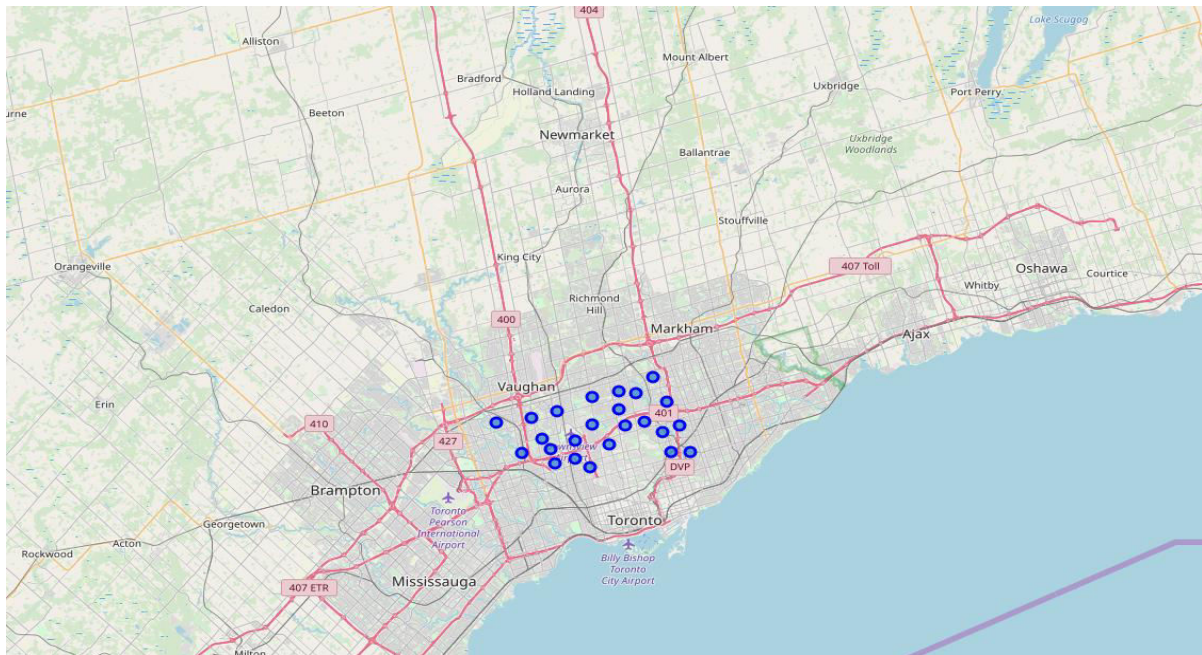 404
Lake Scugog
Alliston
Mount Albert
Bradford
Holland Landing
Uxbridge
Port Perry
Beeton
Newmarket
Uxbridge
Woodlands
Ballantrae
Aurora
Stouffville
King City
Orangeville
407 Toll
Oshawa
Courtice
Whitby
Caledon
Richmond
Hill
400
Markham
Ajax
Vaughan
Erin
410
401
427
DVP
Brampton
Toronto
Pearson
International
Airport
Georgetown
Toronto
Acton
Rockwood
Billy Bishop
Toronto
City Airport
407 ETR
Mississauga
Milton